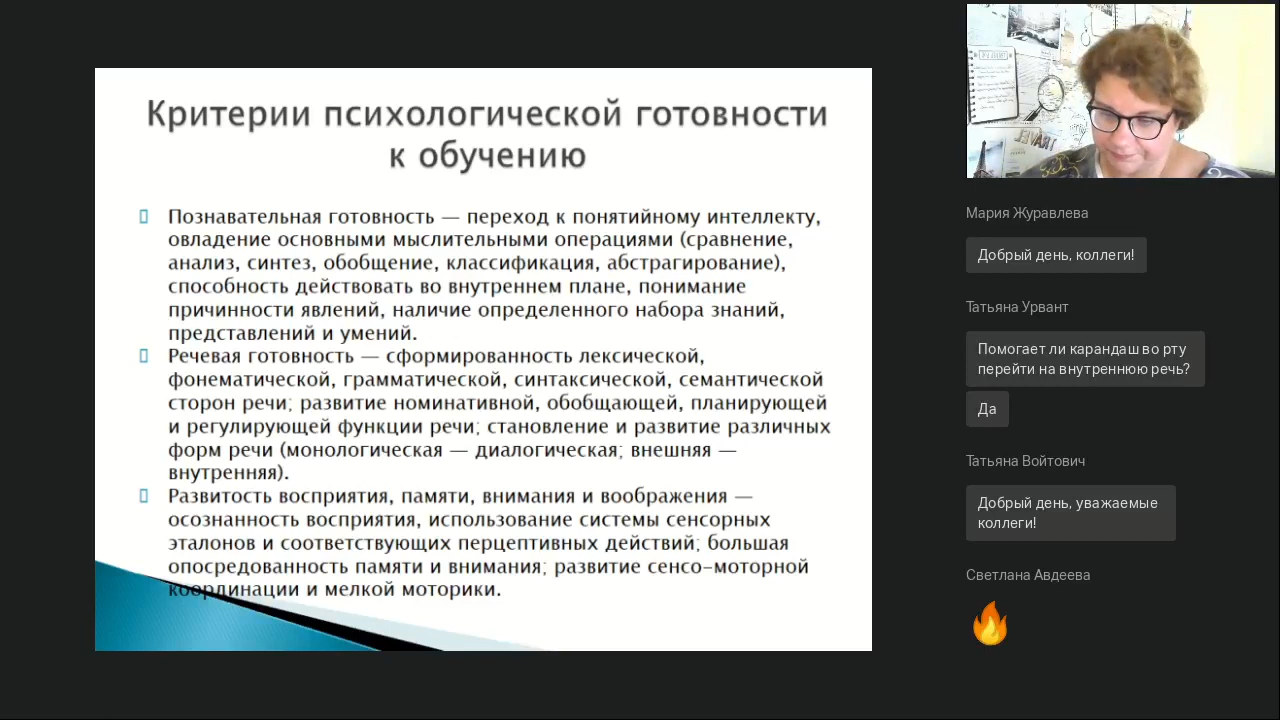 Критерии психологической готовности
к обучению
Познавательная готовность — переход к понятийному интеллекту,
овладение основными мыслительными операциями (сравнение,
анализ, синтез, обобщение, классификация, абстрагирование),
способность действовать во внутреннем плане, понимание
причинности явлений, наличие определенного набора знаний,
представлений и умений.
Речевая готовность — сформированность лексической,
фонематической, грамматической, синтаксической, семантической
сторон речи; развитие номинативной, обобщающей, планирующей
и регулирующей функции речи; становление и развитие различных
форм речи (монологическая — диалогическая; внешняя —
внутренняя).
Развитость восприятия, памяти, внимания и воображения —
осознанность восприятия, использование системы сенсорных
эталонов и соответствующих перцептивных действий; большая
опосредованность памяти и внимания; развитие сенсо-моторной
координации и мелкой моторики.
TRAVEL
Мария Журавлева
Добрый день, коллеги!
Татьяна Урвант
Помогает ли карандаш во рту
перейти на внутреннюю речь?
Да
Татьяна Войтович
Добрый день, уважаемые
коллеги!
Светлана Авдеева